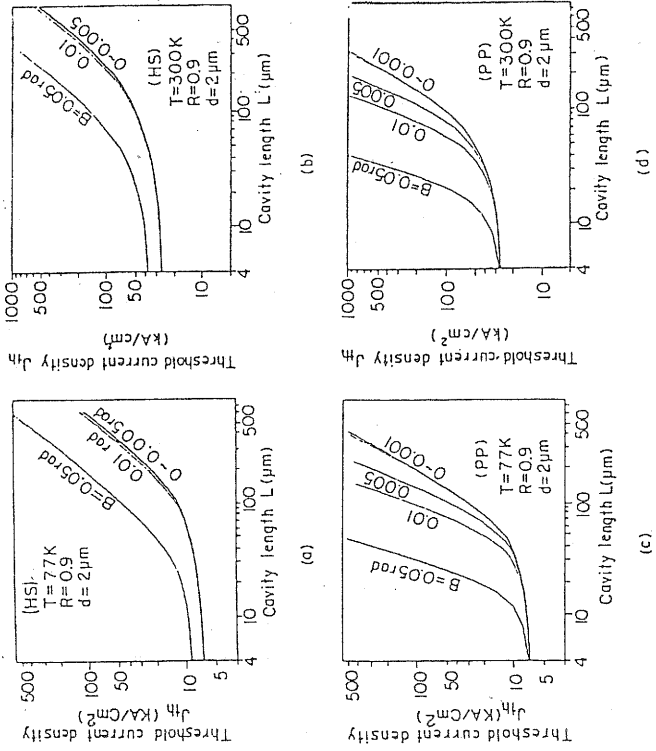 Threshold current density
Jth (KA/Cm²)
500
100
50
10
5
(HS)
T=77K
R=0.9
d=2μm
B=0.05rad
0.01 rad
0~0.005rad
4
10
100
500
Cavity length L(μm)
(a)
Threshold current density Jth
(kA/cm²)
1000
500
100
50
10
B=0.05rad
0.01
0~0.005
(HS)
T=300K
R=0.9
d=2μm
4
10
100
500
Cavity length L(μm)
(b)
Threshold current density
Jth (KA/Cm²)
500
100
50
10
5
B=0.05rad
0.01
0.005
0~0.001
(PP)
T=77K
R=0.9
d=2μm
4
10
100
500
Cavity length L(μm)
(c)
Threshold current density Jth
(kA/cm²)
1000
500
100
50
10
B=0.05rad
0.01
0.005
0~0.001
(PP)
T=300K
R=0.9
d=2μm
4
10
100
500
Cavity length L(μm)
(d)